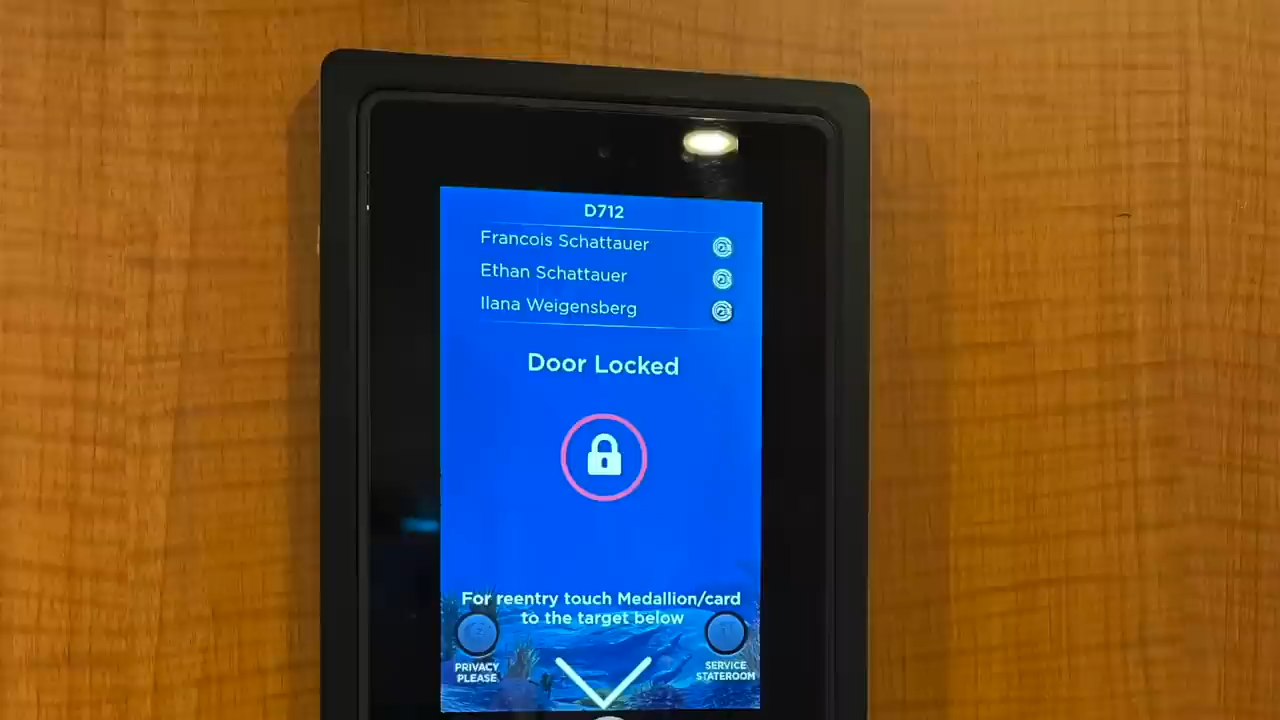 D712
Francois Schattauer
Ethan Schattauer
Ilana Weigensberg
Door Locked
For reentry touch Medallion/card
to the target below
PRIVACY
PLEASE
SERVICE
STATEROOM